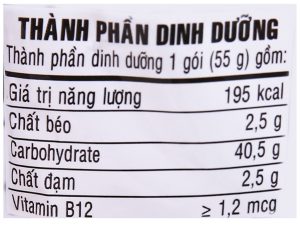 THÀNH PHẦN DINH DƯỠNG
Thành phần dinh dưỡng 1 gói (55 g) gồm:
Giá trị năng lượng 195 kcal
Chất béo 2,5 g
Carbohydrate 40,5 g
Chất đạm 2,5 g
Vitamin B12 ≥ 1,2 mcg